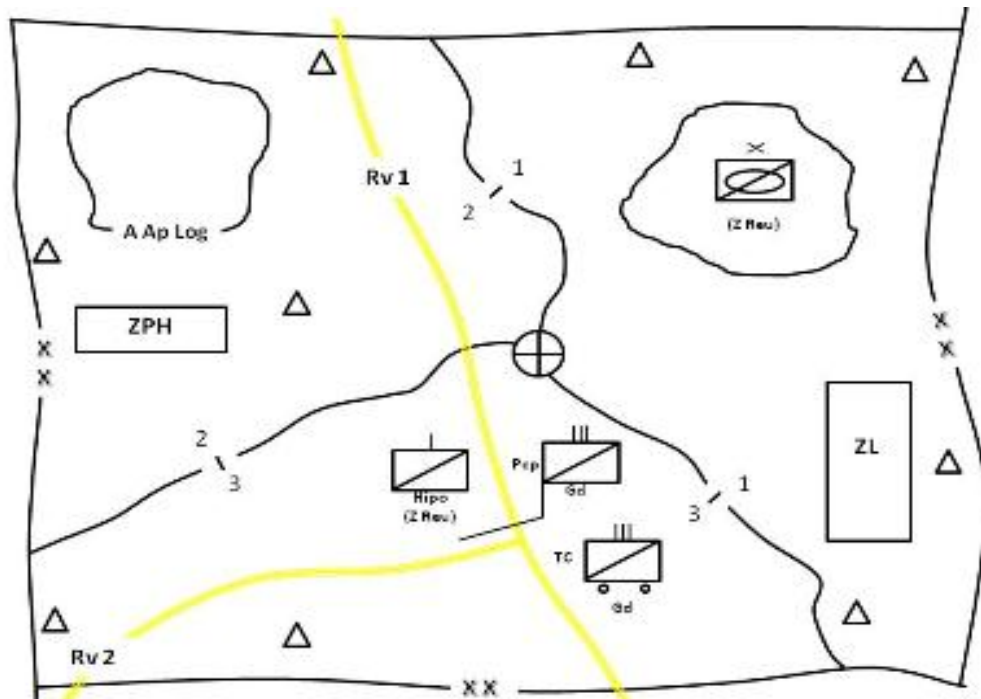 Rv 1
1
2
A Ap Log
X
(Z Reu)
ZPH
X
X
X
X
2
3
Pcp
Gd
Hipo
(Z Reu)
ZL
1
3
TC
Gd
Rv 2
XX